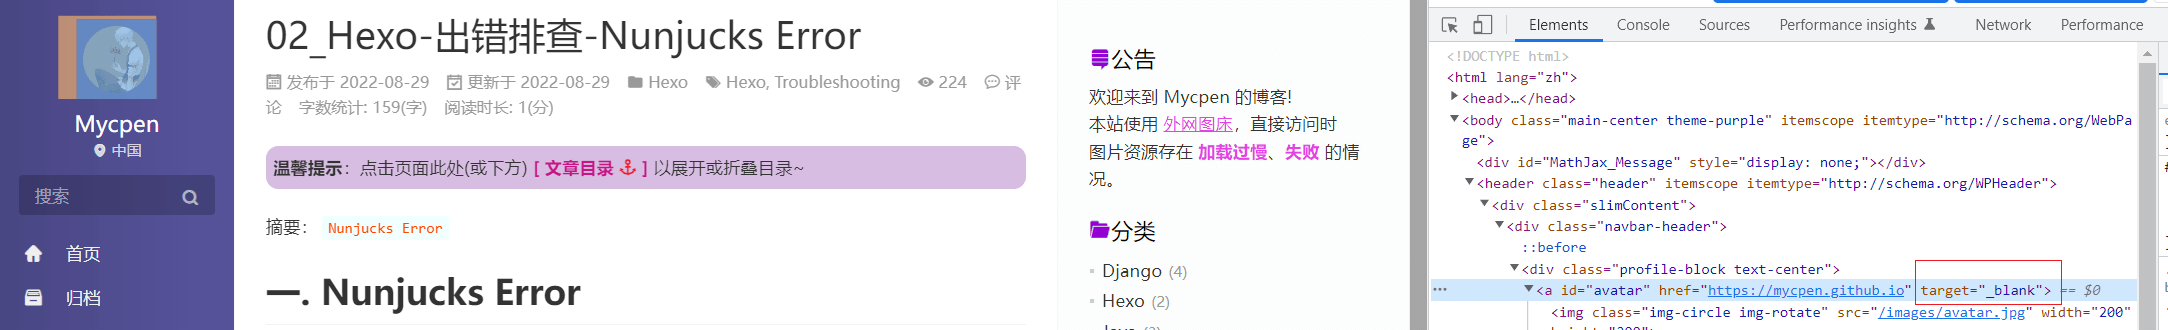 Mycpen
中国
搜索
首页
归档
02_Hexo-出错排查-Nunjucks Error
发布于 2022-08-29 更新于 2022-08-29 Hexo Hexo, Troubleshooting 224 评
论 字数统计: 159(字) 阅读时长: 1(分)
温馨提示：点击页面此处(或下方) [ 文章目录 ] 以展开或折叠目录~
摘要： Nunjucks Error
一. Nunjucks Error
公告
欢迎来到 Mycpen 的博客!
本站使用 外网图床，直接访问时
图片资源存在 加载过慢、失败 的情
况。
分类
Django (4)
Hexo (2)
Elements Console Sources Performance insights Network Performance
<!DOCTYPE html>
<html lang="zh">
<head>…</head>
<body class="main-center theme-purple" itemscope itemtype="http://schema.org/WebPa
ge">
<div id="MathJax_Message" style="display: none;"></div>
<header class="header" itemscope itemtype="http://schema.org/WPHeader">
<div class="slimContent">
<div class="navbar-header">
::before
<div class="profile-block text-center">
<a id="avatar" href="https://mycpen.github.io" target="_blank"> == $0
<img class="img-circle img-rotate" src="/images/avatar.jpg" width="200"